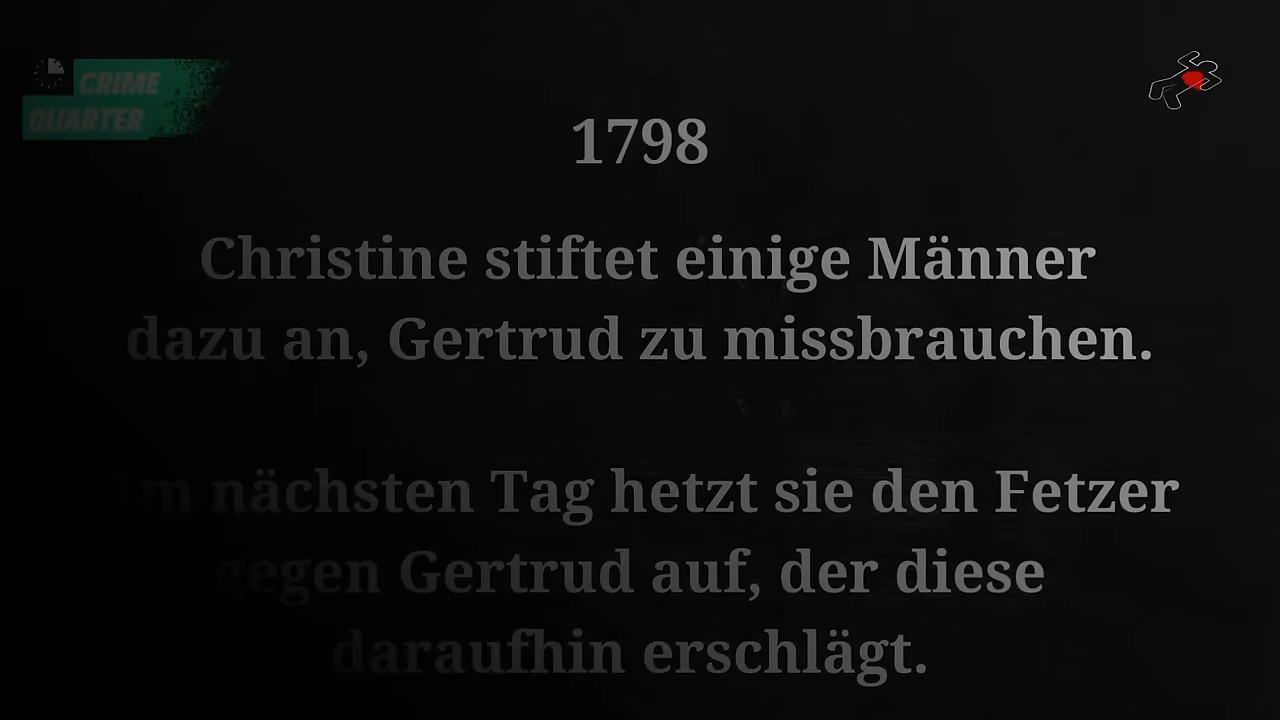 CRIME
QUARTER
1798
Christine stiftet einige Männer
dazu an, Gertrud zu missbrauchen.
Am nächsten Tag hetzt sie den Fetzer
gegen Gertrud auf, der diese
daraufhin erschlägt.